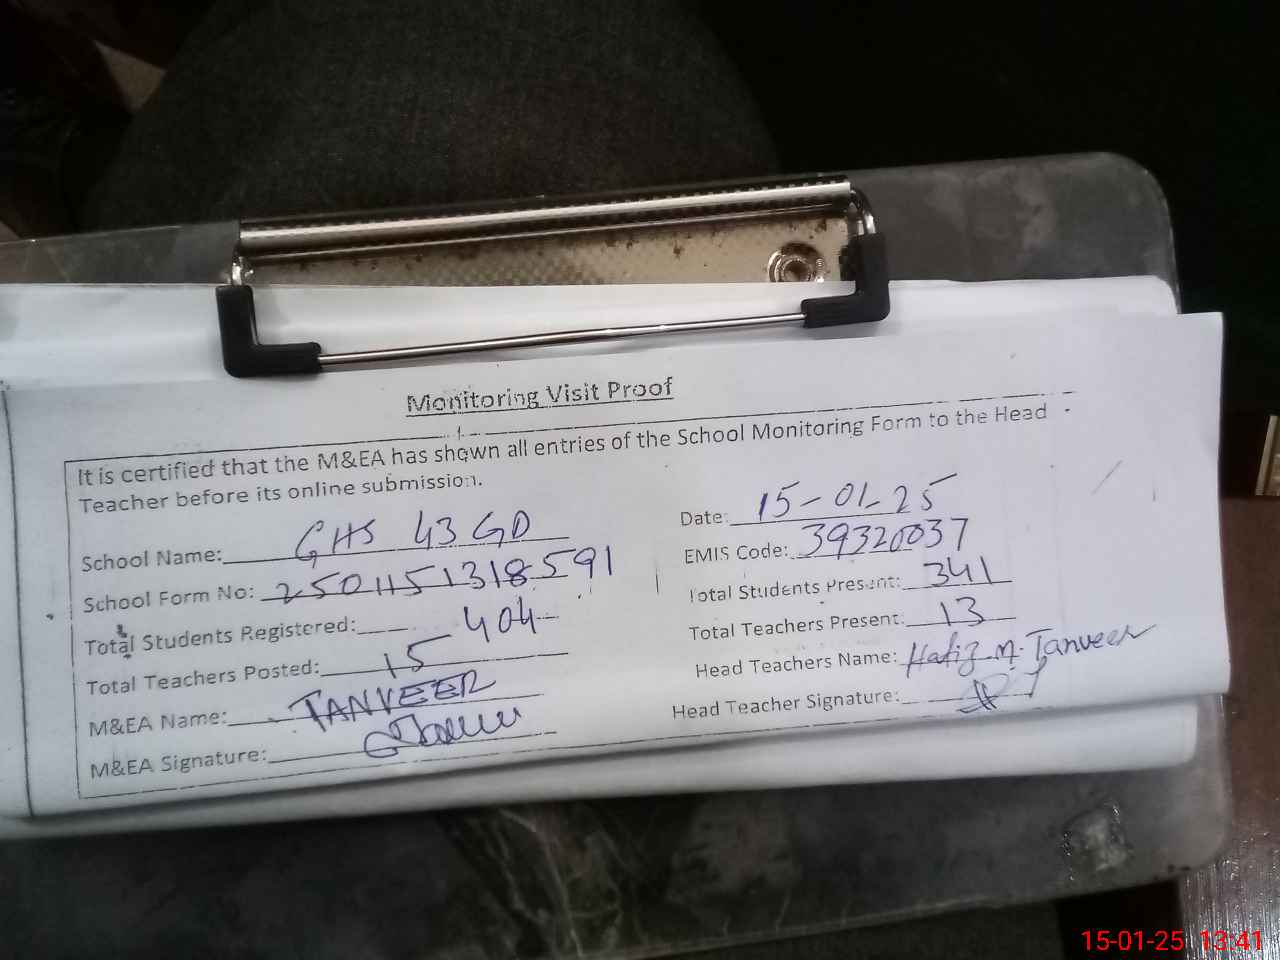 Monitoring Visit Proof
It is certified that the M&EA has shown all entries of the School Monitoring Form to the Head
Teacher before its online submission.
School Name: GHS 43 GD
Date: 15-01-25
School Form No: 2501151318591
EMIS Code: 39320037
Total Students Registered: 404
Total Students Present: 341
Total Teachers Posted: 15
Total Teachers Present: 13
M&EA Name: TANVEER
Head Teachers Name: Hafiz M. Tanveer
M&EA Signature:
Head Teacher Signature:
15-01-25 13:41